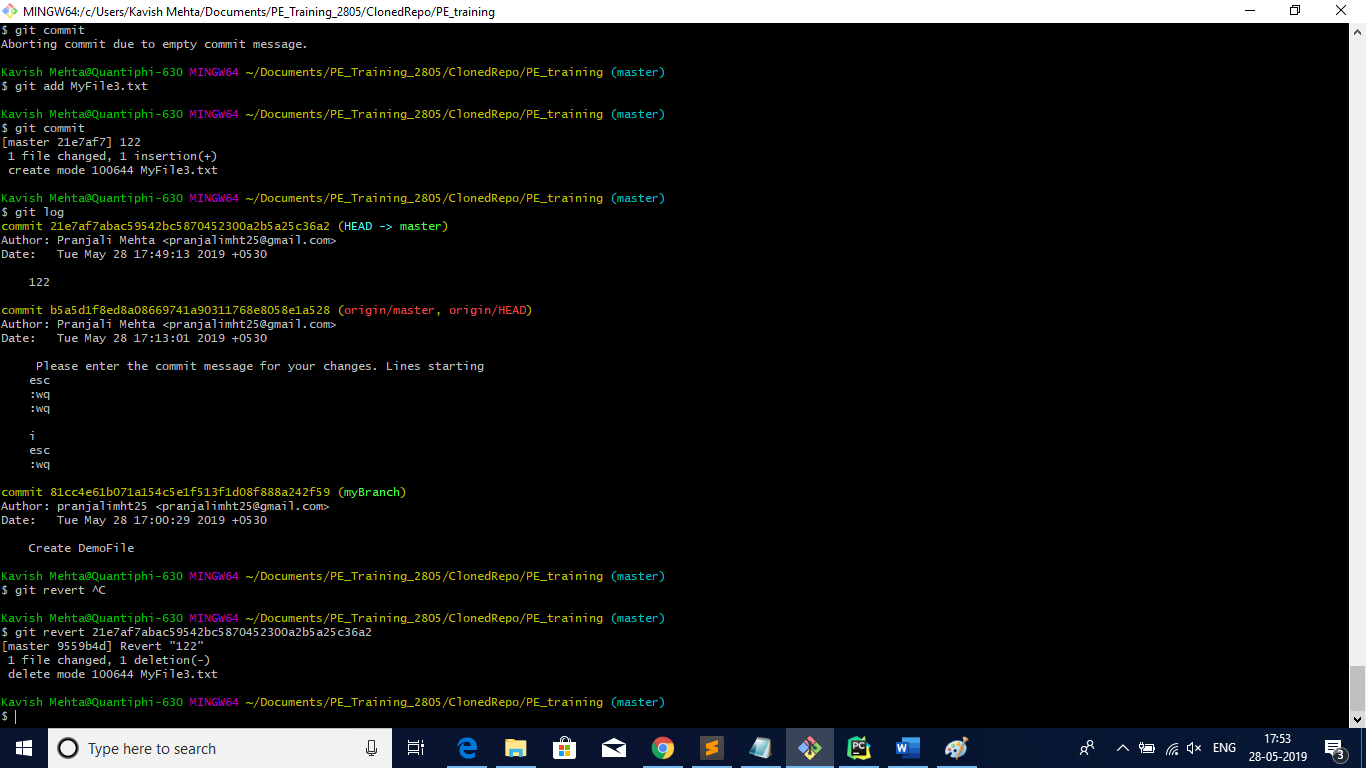 MINGW64:/c/Users/Kavish Mehta/Documents/PE_Training_2805/ClonedRepo/PE_training
$ git commit
Aborting commit due to empty commit message.
Kavish Mehta@Quantiphi-630 MINGW64 ~/Documents/PE_Training_2805/ClonedRepo/PE_training (master)
$ git add MyFile3.txt
Kavish Mehta@Quantiphi-630 MINGW64 ~/Documents/PE_Training_2805/ClonedRepo/PE_training (master)
$ git commit
[master 21e7af7] 122
1 file changed, 1 insertion(+)
create mode 100644 MyFile3.txt
Kavish Mehta@Quantiphi-630 MINGW64 ~/Documents/PE_Training_2805/ClonedRepo/PE_training (master)
$ git log
commit 21e7af7abac59542bc5870452300a2b5a25c36a2 (HEAD -> master)
Author: Pranjali Mehta <pranjalimht25@gmail.com>
Date:   Tue May 28 17:49:13 2019 +0530
122
commit b5a5d1f8ed8a08669741a90311768e8058e1a528 (origin/master, origin/HEAD)
Author: Pranjali Mehta <pranjalimht25@gmail.com>
Date:   Tue May 28 17:13:01 2019 +0530
Please enter the commit message for your changes. Lines starting
esc
:wq
:wq
i
esc
:wq
commit 81cc4e61b071a154c5e1f513f1d08f888a242f59 (myBranch)
Author: pranjalimht25 <pranjalimht25@gmail.com>
Date:   Tue May 28 17:00:29 2019 +0530
Create DemoFile
Kavish Mehta@Quantiphi-630 MINGW64 ~/Documents/PE_Training_2805/ClonedRepo/PE_training (master)
$ git revert ^C
Kavish Mehta@Quantiphi-630 MINGW64 ~/Documents/PE_Training_2805/ClonedRepo/PE_training (master)
$ git revert 21e7af7abac59542bc5870452300a2b5a25c36a2
[master 9559b4d] Revert "122"
1 file changed, 1 deletion(-)
delete mode 100644 MyFile3.txt
Kavish Mehta@Quantiphi-630 MINGW64 ~/Documents/PE_Training_2805/ClonedRepo/PE_training (master)
$
Type here to search
PC
W
ENG
17:53
28-05-2019
3